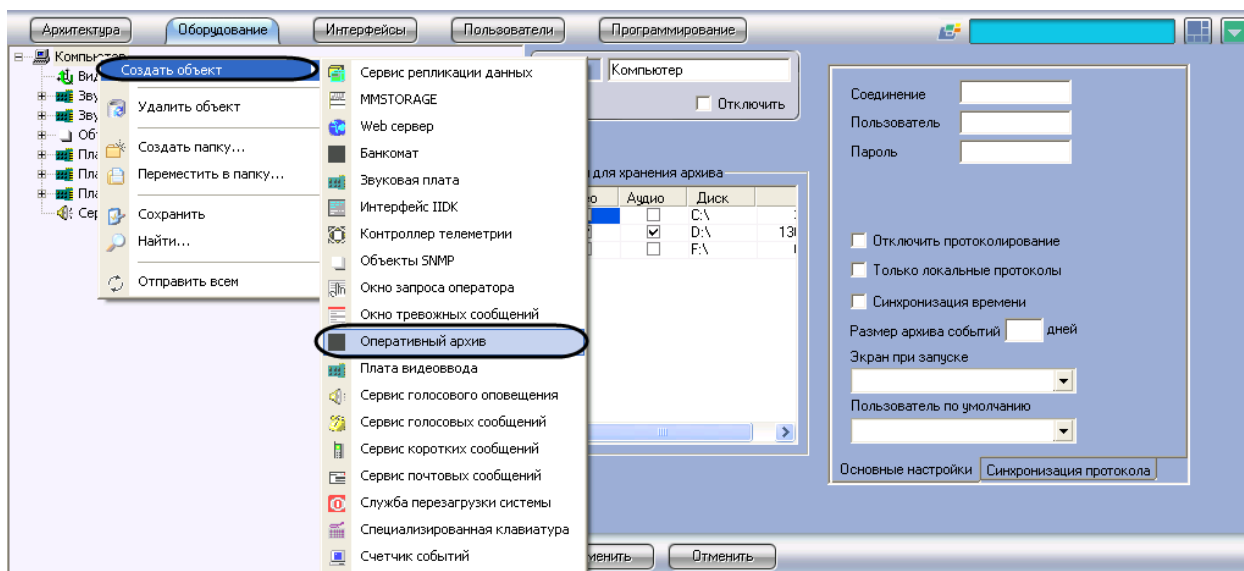 Архитектура Оборудование Интерфейсы Пользователи Программирование
Компьютер
Создать объект
Удалить объект
Создать папку...
Переместить в папку...
Сохранить
Найти...
Отправить всем
Сервис репликации данных
MMSTORAGE
Web сервер
Банкомат
Звуковая плата
Интерфейс IIDK
Контроллер телеметрии
Объекты SNMP
Окно запроса оператора
Окно тревожных сообщений
Оперативный архив
Плата видеоввода
Сервис голосового оповещения
Сервис голосовых сообщений
Сервис коротких сообщений
Сервис почтовых сообщений
Служба перезагрузки системы
Специализированная клавиатура
Счетчик событий
Компьютер
Отключить
для хранения архива
Аудио Диск
C:\
D:\ 13
F:\
Отменить
Соединение
Пользователь
Пароль
Отключить протоколирование
Только локальные протоколы
Синхронизация времени
Размер архива событий дней
Экран при запуске
Пользователь по умолчанию
Основные настройки Синхронизация протокола